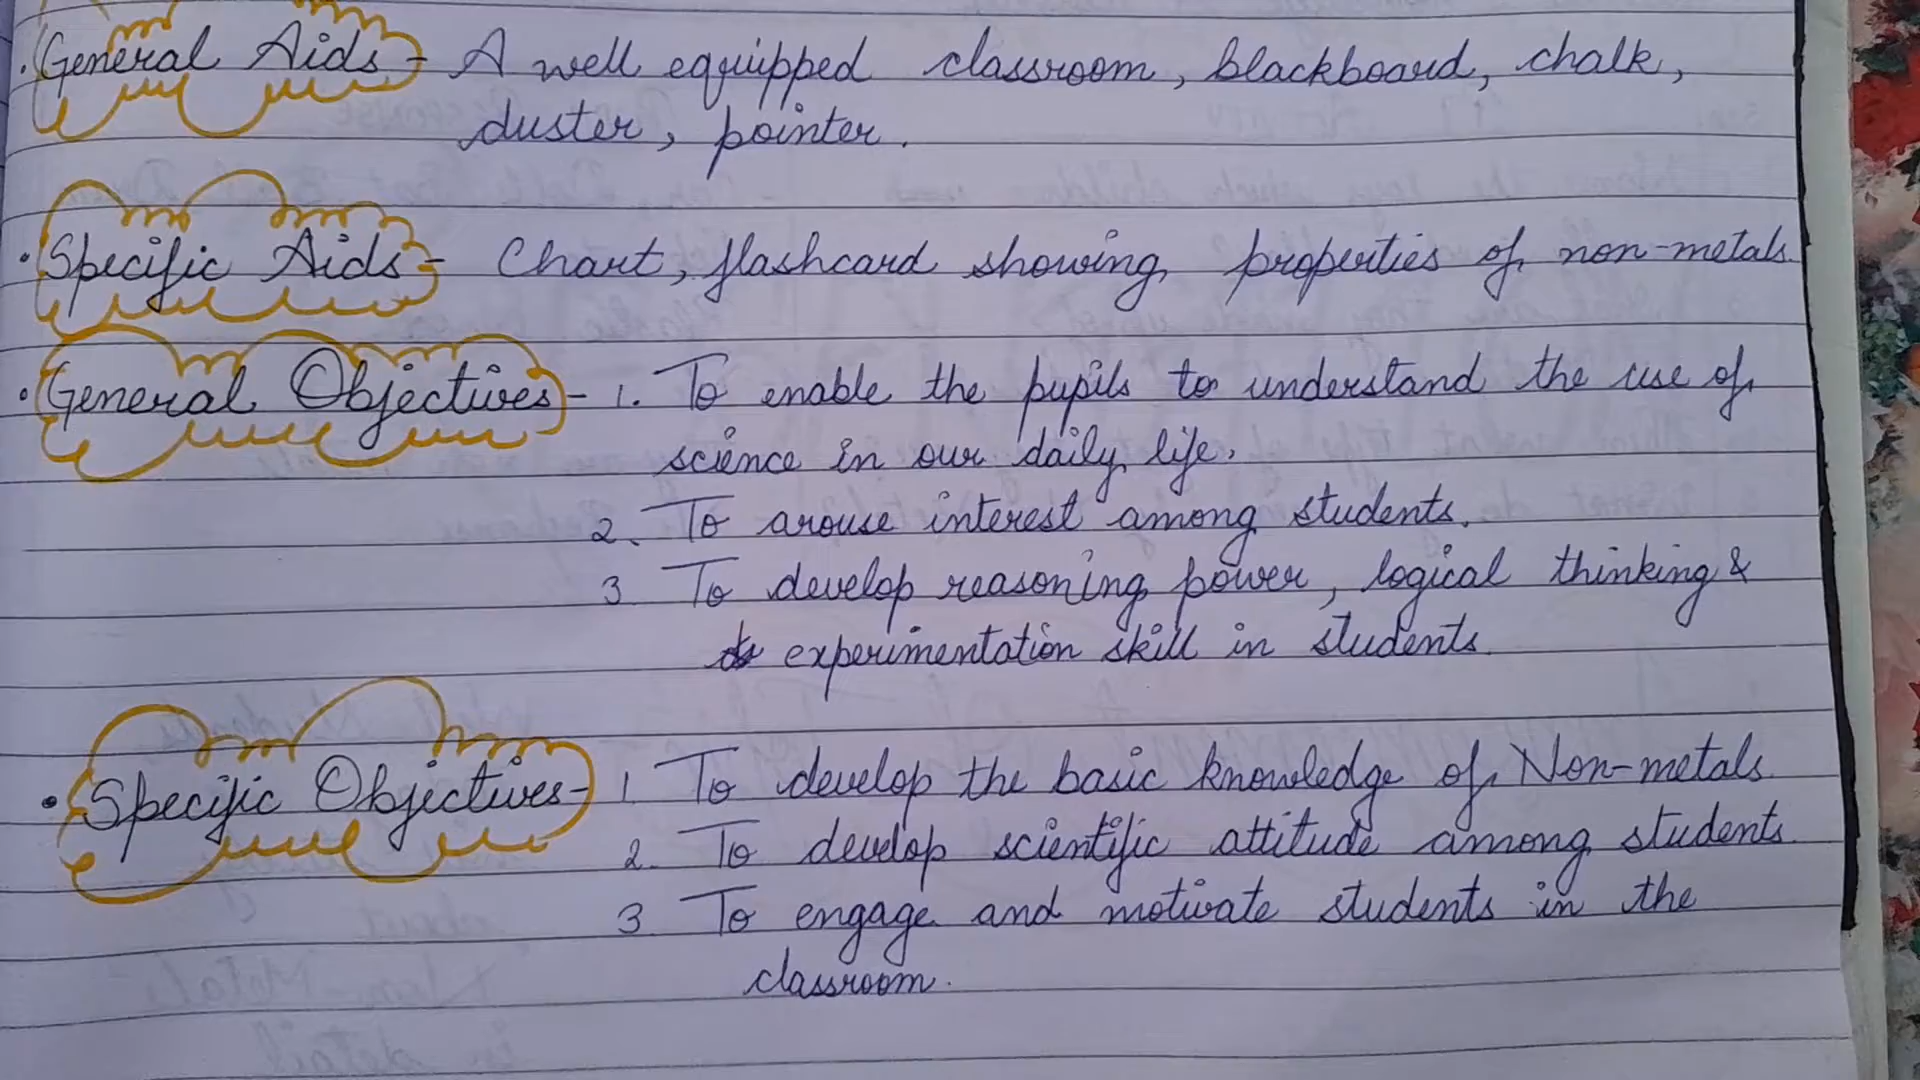 · General Aids - A well equipped classroom, blackboard, chalk,
duster, pointer.
· Specific Aids - Chart, flashcard showing properties of non-metals
· General Objectives - 1. To enable the pupils to understand the use of
science in our daily life.
2. To arouse interest among students.
3 To develop reasoning power, logical thinking &
experimentation skill in students
· Specific Objectives - 1 To develop the basic knowledge of Non-metals
2. To develop scientific attitude among students
3 To engage and motivate students in the
classroom.